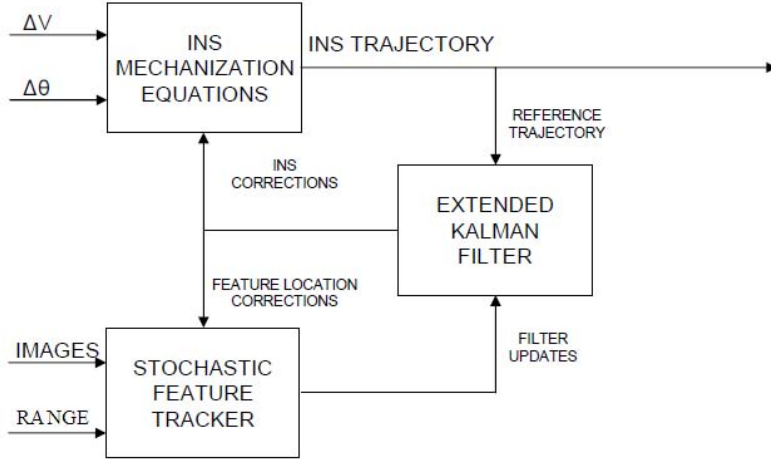 ΔV
Δθ
INS
MECHANIZATION
EQUATIONS
INS TRAJECTORY
REFERENCE
TRAJECTORY
INS
CORRECTIONS
EXTENDED
KALMAN
FILTER
FEATURE LOCATION
CORRECTIONS
FILTER
UPDATES
IMAGES
RANGE
STOCHASTIC
FEATURE
TRACKER